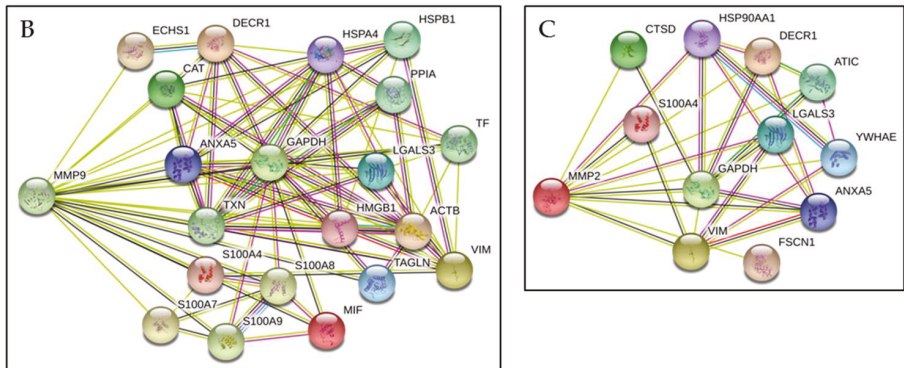 B
ECHS1
DECR1
HSPA4
HSPB1
CAT
PPIA
TF
ANXA5
GAPDH
LGALS3
MMP9
TXN
HMGB1
ACTB
VIM
S100A4
S100A8
TAGLN
S100A7
S100A9
MIF
C
CTSD
HSP90AA1
DECR1
ATIC
S100A4
LGALS3
YWHAE
GAPDH
MMP2
ANXA5
VIM
FSCN1